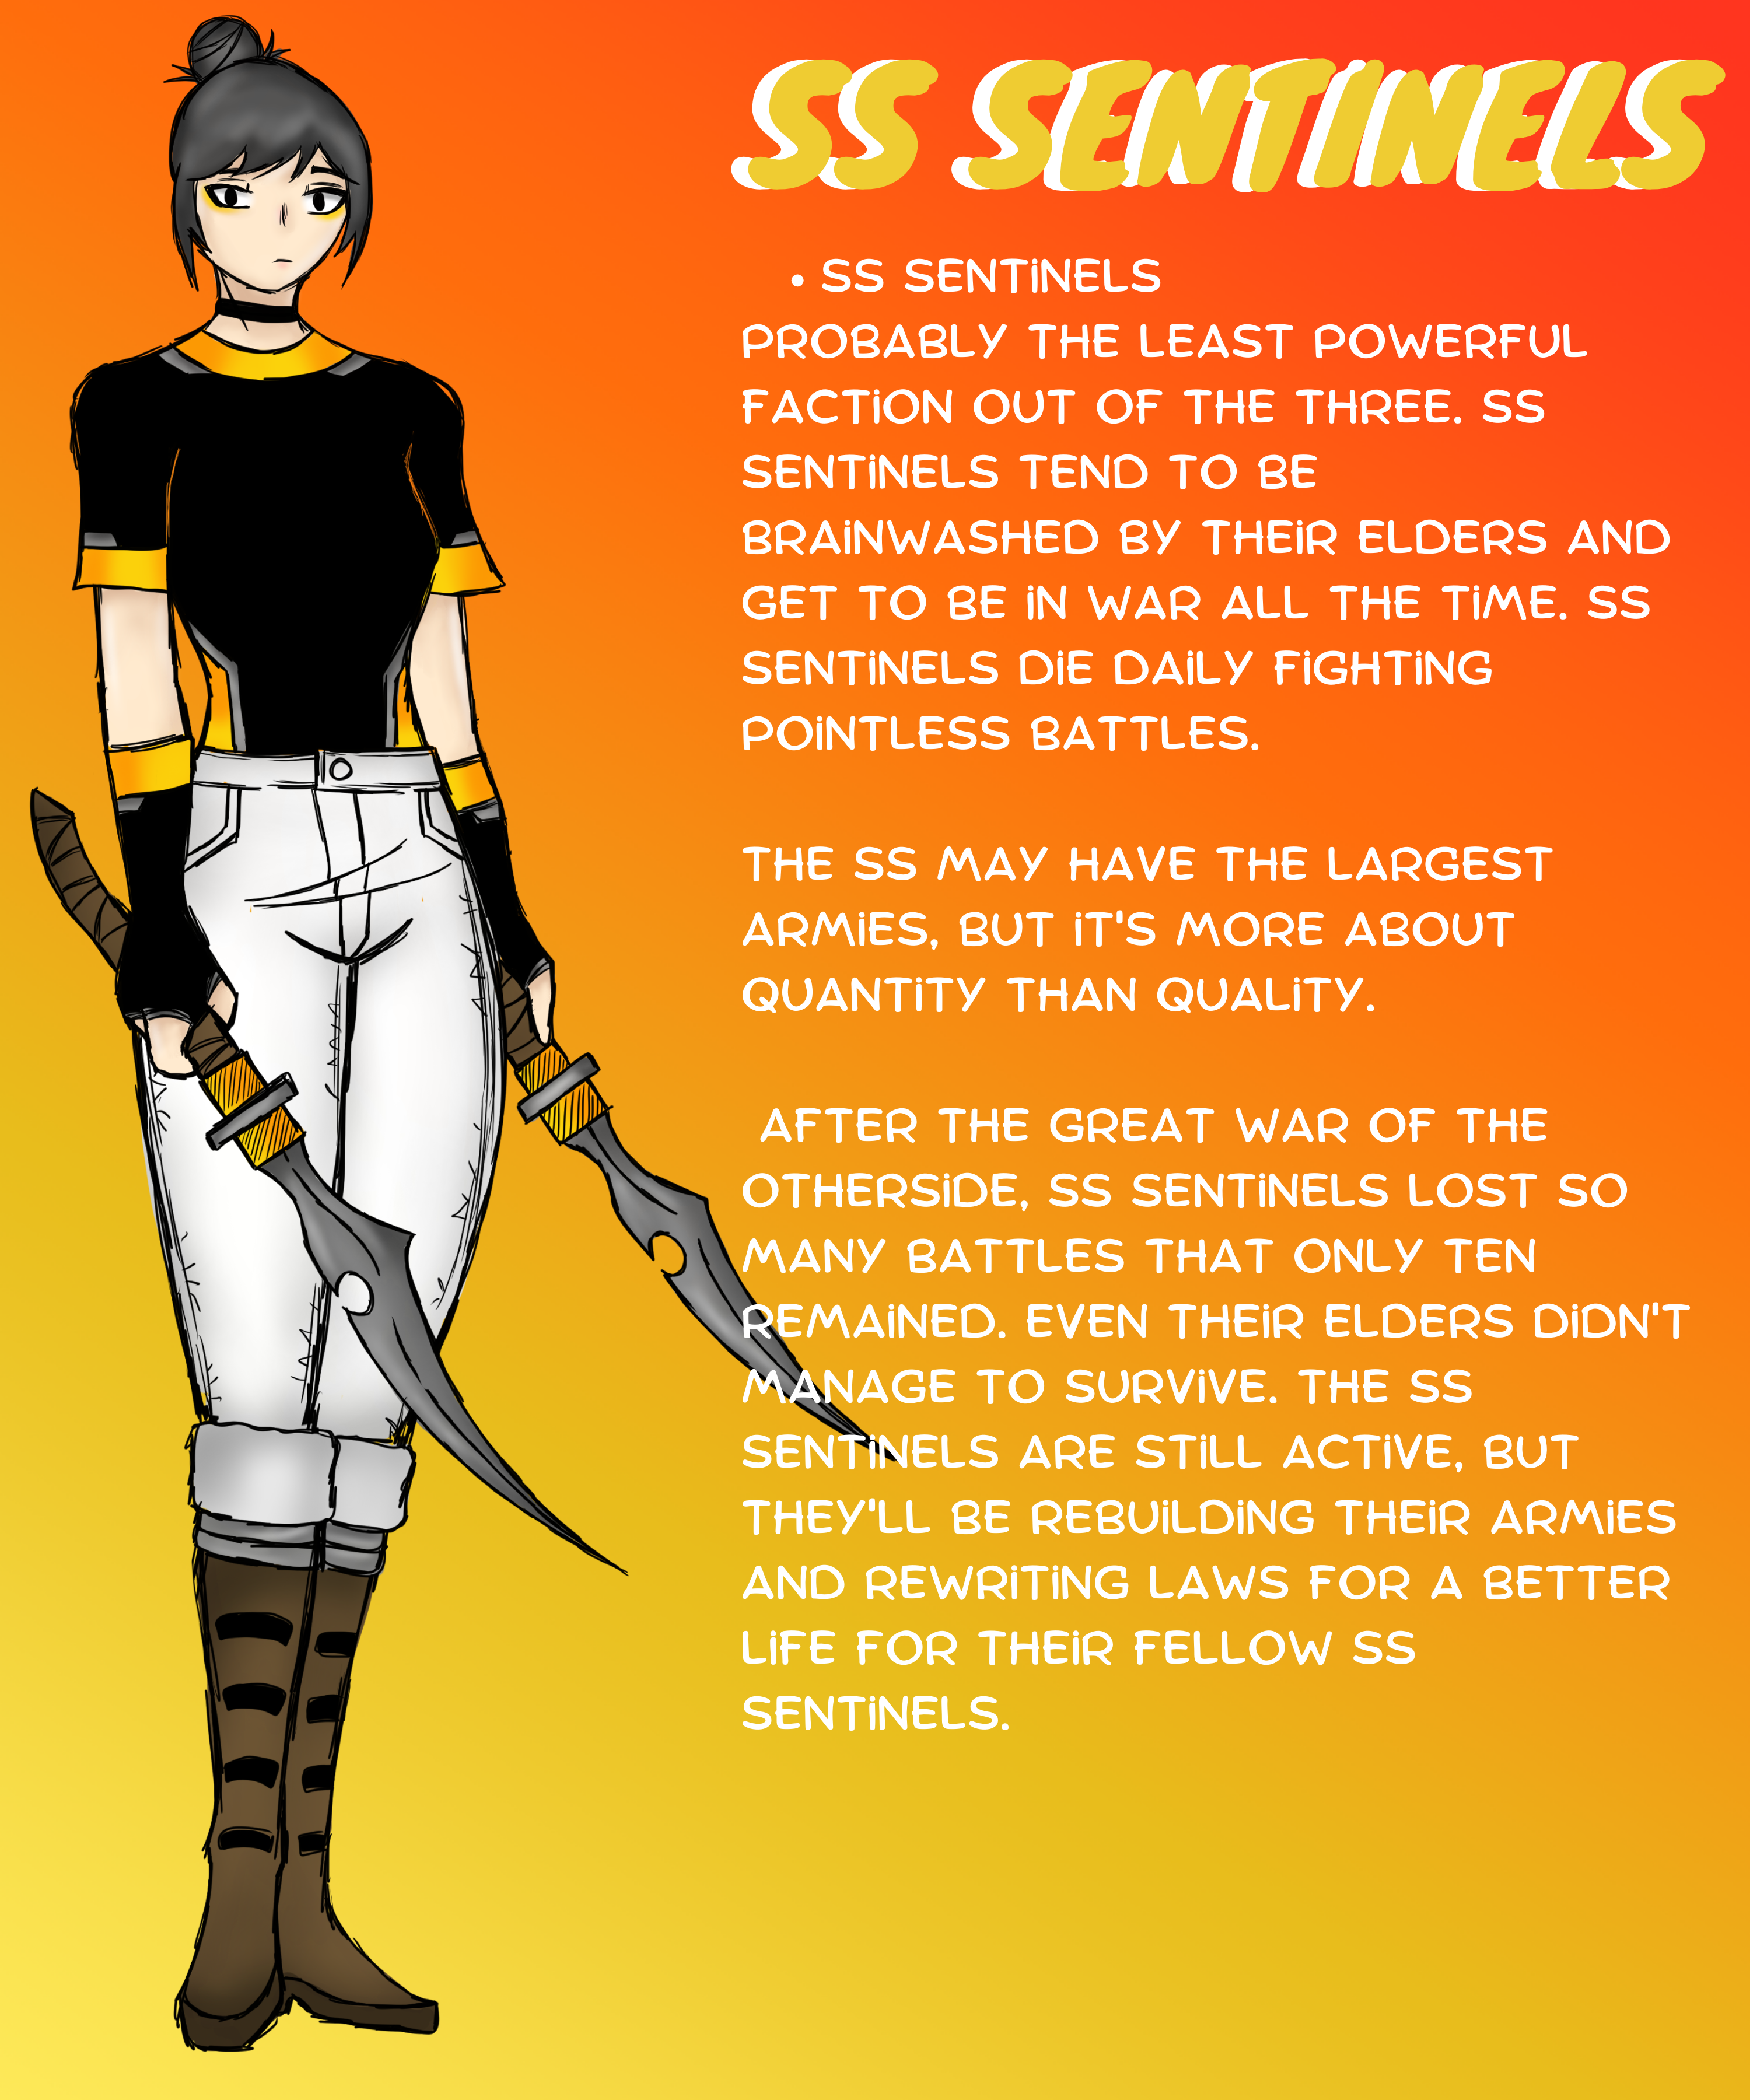 SS SENTINELS
• SS SENTINELS
PROBABLY THE LEAST POWERFUL
FACTION OUT OF THE THREE. SS
SENTINELS TEND TO BE
BRAINWASHED BY THEIR ELDERS AND
GET TO BE IN WAR ALL THE TIME. SS
SENTINELS DIE DAILY FIGHTING
POINTLESS BATTLES.
THE SS MAY HAVE THE LARGEST
ARMIES, BUT IT'S MORE ABOUT
QUANTITY THAN QUALITY.
AFTER THE GREAT WAR OF THE
OTHERSIDE, SS SENTINELS LOST SO
MANY BATTLES THAT ONLY TEN
REMAINED. EVEN THEIR ELDERS DIDN'T
MANAGE TO SURVIVE. THE SS
SENTINELS ARE STILL ACTIVE, BUT
THEY'LL BE REBUILDING THEIR ARMIES
AND REWRITING LAWS FOR A BETTER
LIFE FOR THEIR FELLOW SS
SENTINELS.